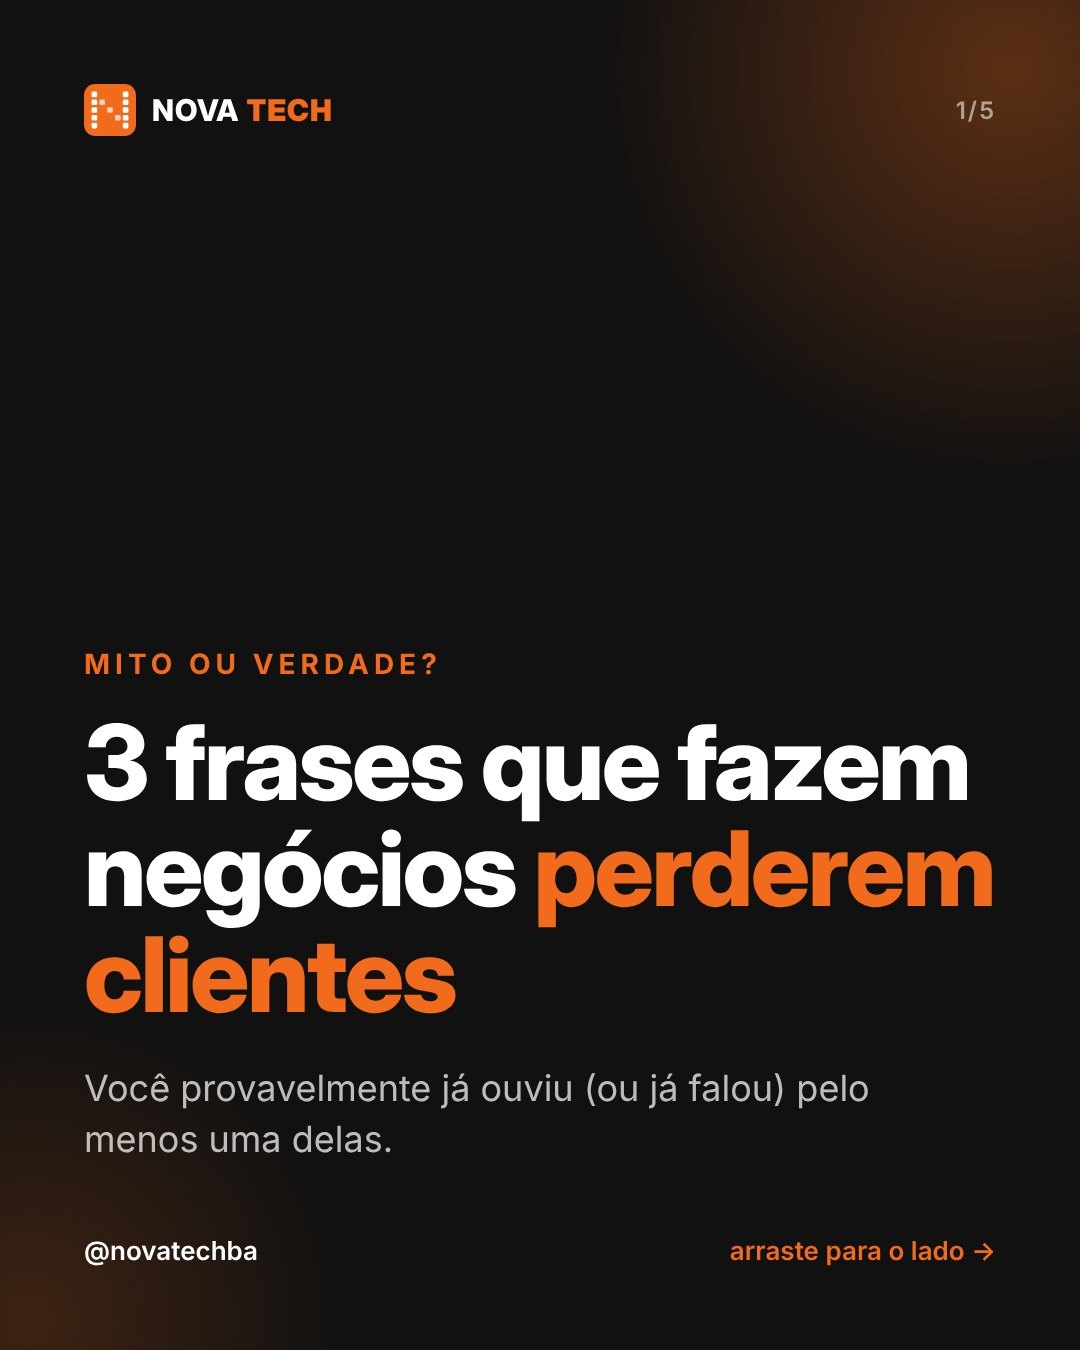 NOVA TECH
1/5
MITO OU VERDADE?
3 frases que fazem
negócios perderem
clientes
Você provavelmente já ouviu (ou já falou) pelo
menos uma delas.
@novatechba
arraste para o lado →